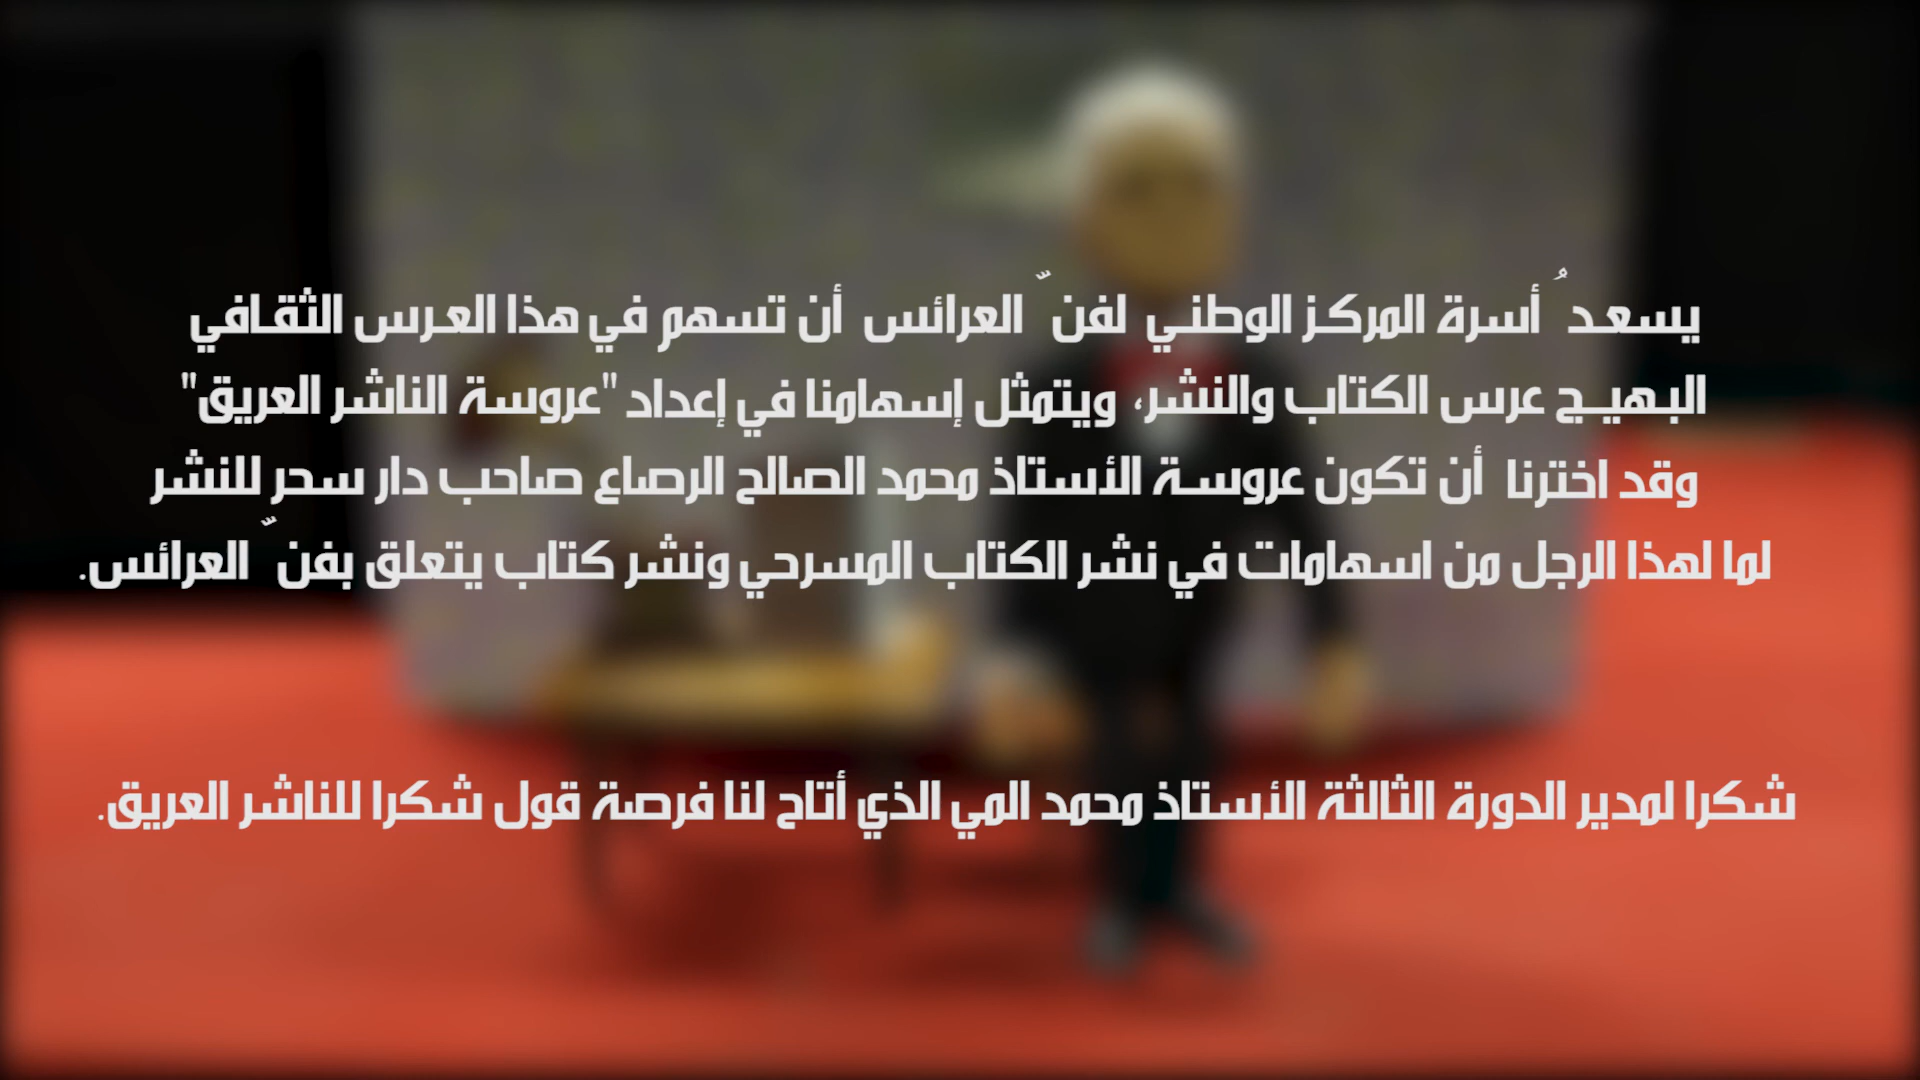 يسعدُ أسرة المركز الوطني لفنّ العرائس أن تسهم في هذا العرس الثقافي
البهيج عرس الكتاب والنشر، ويتمثل إسهامنا في إعداد "عروسة الناشر العريق"
وقد اخترنا أن تكون عروسة الأستاذ محمد الصالح الرصاع صاحب دار سحر للنشر
لما لهذا الرجل من اسهامات في نشر الكتاب المسرحي ونشر كتاب يتعلق بفنّ العرائس.
شكرا لمدير الدورة الثالثة الأستاذ محمد المي الذي أتاح لنا فرصة قول شكرا للناشر العريق.